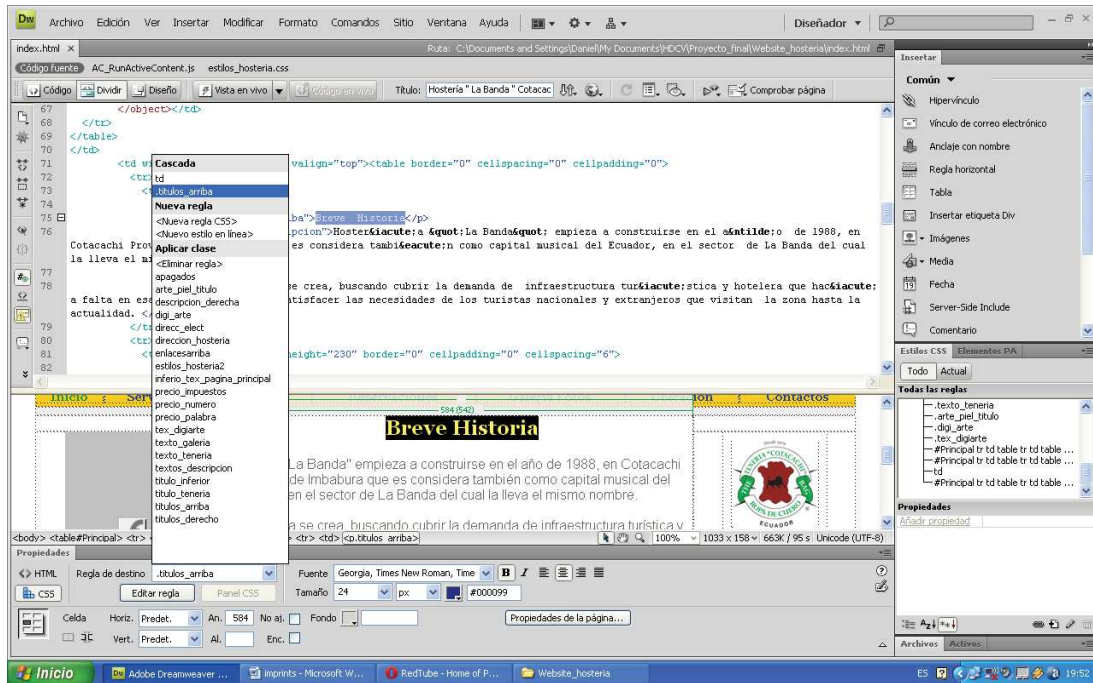 Dw Archivo Edición Ver Insertar Modificar Formato Comandos Sitio Ventana Ayuda Diseñador
index.html × Ruta: C:\Documents and Settings\Daniel\My Documents\HDCV\Proyecto_final\Website_hosteria\index.html
Código fuente AC_RunActiveContent.js estilos_hosteria.css
Código Dividir Diseño Vista en vivo Código en vivo Título: Hostería " La Banda " Cotacac Comprobar página
67 </object></td>
68 </tr>
69 </table>
70 </td>
71 <td wi valign="top"><table border="0" cellspacing="0" cellpadding="0">
72 <tr>
73 <t
74
75 ba">Breve Historia</p>
76 pcion">Hoster&iacute;a &quot;La Banda&quot; empieza a construirse en el a&ntilde;o de 1988, en
Cotacachi Prov es considera tambi&eacute;n como capital musical del Ecuador, en el sector de La Banda del cual
la lleva el mi
77
78 se crea, buscando cubrir la demanda de infraestructura tur&iacute;stica y hotelera que hac&iacute;
a falta en ese atisfacer las necesidades de los turistas nacionales y extranjeros que visitan la zona hasta la
actualidad. </
79 </tr
80 <tr>
81 <t eight="230" border="0" cellpadding="0" cellspacing="6">
82
Cascada
td
.titulos_arriba
Nueva regla
<Nueva regla CSS>
<Nuevo estilo en línea>
Aplicar clase
<Eliminar regla>
apagados
arte_piel_titulo
descripcion_derecha
digi_arte
direcc_elect
direccion_hosteria
enlacesarriba
estilos_hosteria2
inferio_tex_pagina_principal
precio_impuestos
precio_numero
precio_palabra
tex_digiarte
texto_galeria
texto_teneria
textos_descripcion
titulo_inferior
titulo_teneria
titulos_arriba
titulos_derecho
Inicio : Serv ion : Contactos
584 (542)
Breve Historia
La Banda" empieza a construirse en el año de 1988, en Cotacachi
de Imbabura que es considera también como capital musical del
en el sector de La Banda del cual la lleva el mismo nombre.
a se crea, buscando cubrir la demanda de infraestructura turística y
TENERIA "COTACACHI" BAG
ROPA DE CUERO
ECUADOR
<body> <table#Principal> <tr> <tr> <td> <p.titulos_arriba> 100% 1033 x 158 663K / 95 s Unicode (UTF-8)
Propiedades
<> HTML Regla de destino .titulos_arriba Fuente Georgia, Times New Roman, Time B I
CSS Editar regla Panel CSS Tamaño 24 px #000099
Celda Horiz. Predet. An. 584 No aj. Fondo Propiedades de la página...
Vert. Predet. Al. Enc.
Insertar
Común
Hipervínculo
Vínculo de correo electrónico
Anclaje con nombre
Regla horizontal
Tabla
Insertar etiqueta Div
Imágenes
Media
Fecha
Server-Side Include
Comentario
Estilos CSS Elementos PA
Todo Actual
Todas las reglas
.texto_teneria
.arte_piel_titulo
.digi_arte
.tex_digiarte
#Principal tr td table tr td table ...
#Principal tr td table tr td table ...
td
#Principal tr td table tr td table ...
Propiedades
Añadir propiedad
Archivos Activos
Inicio Adobe Dreamweaver ... imprints - Microsoft W... RedTube - Home of P... Website_hosteria ES 19:52